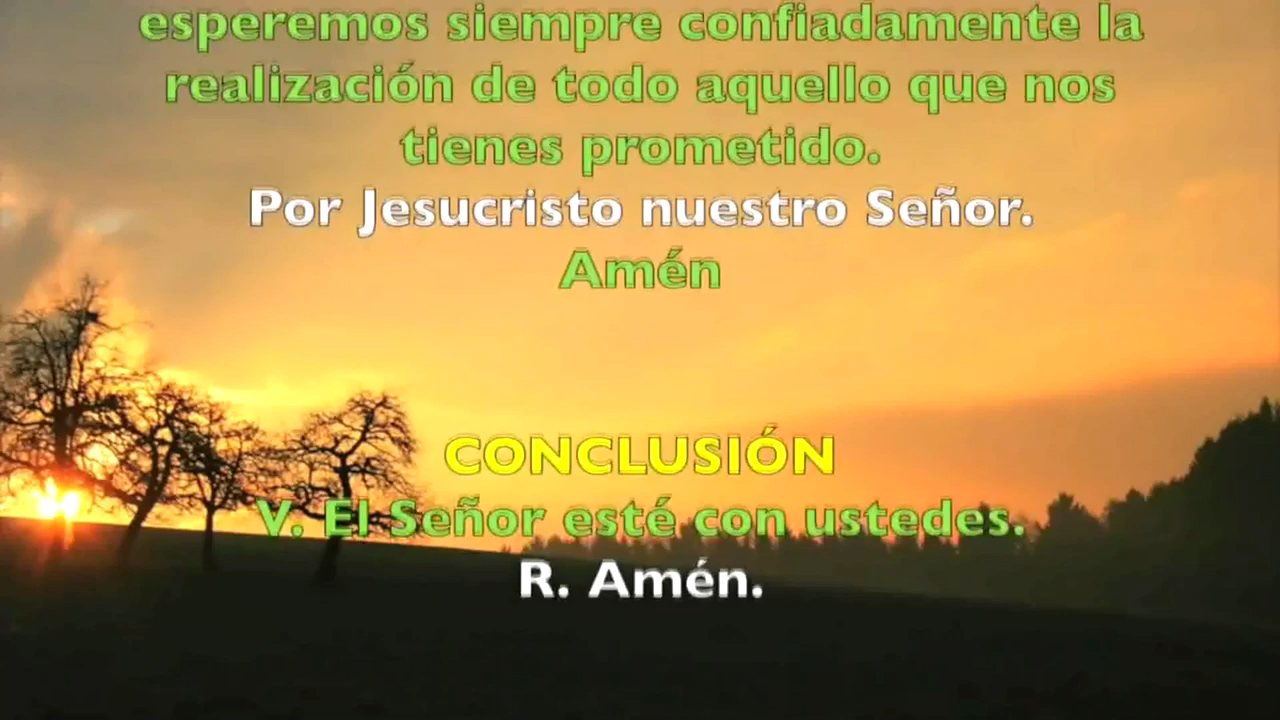 esperemos siempre confiadamente la
realización de todo aquello que nos
tienes prometido.
Por Jesucristo nuestro Señor.
Amén
CONCLUSIÓN
V. El Señor esté con ustedes.
R. Amén.